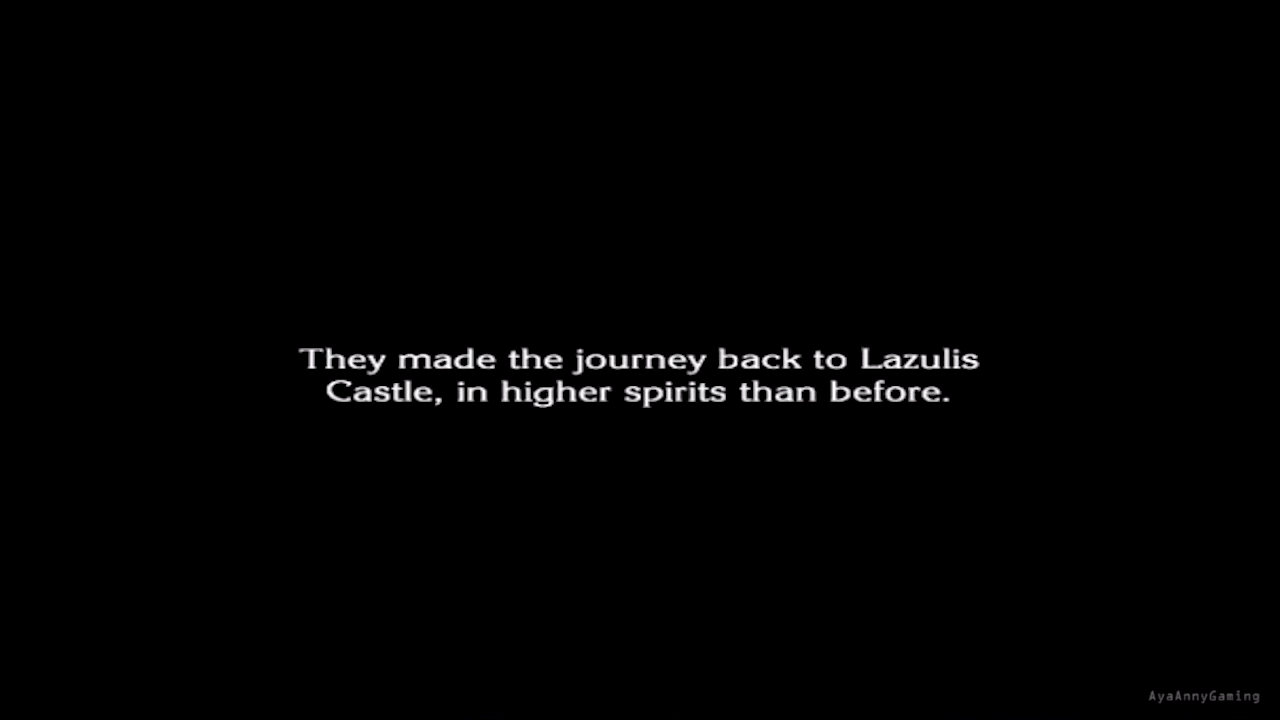 They made the journey back to Lazulis
Castle, in higher spirits than before.
AyaAnnyGaming